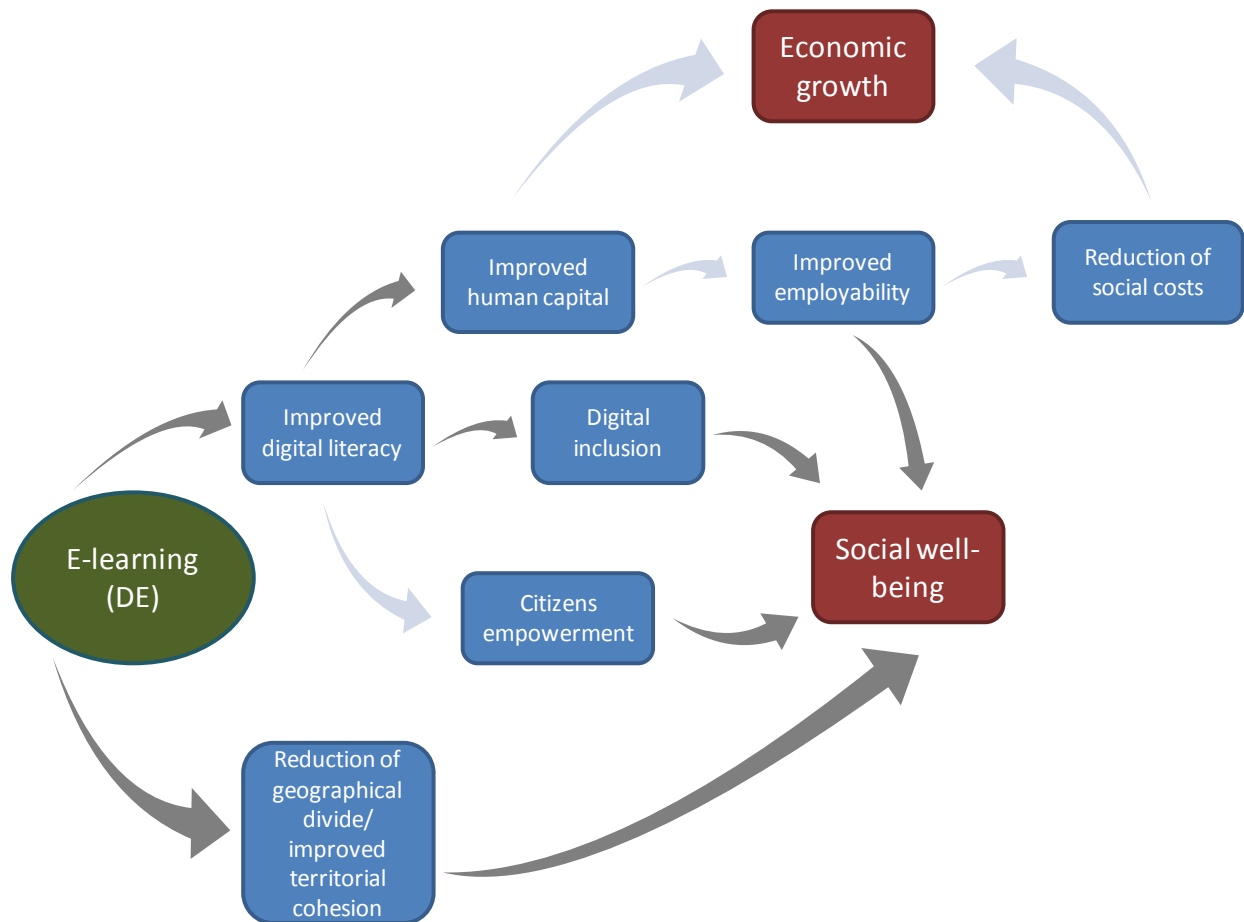 Economic
growth
Improved
human capital
Improved
employability
Reduction of
social costs
Improved
digital literacy
Digital
inclusion
E-learning
(DE)
Social well-
being
Citizens
empowerment
Reduction of
geographical
divide/
improved
territorial
cohesion